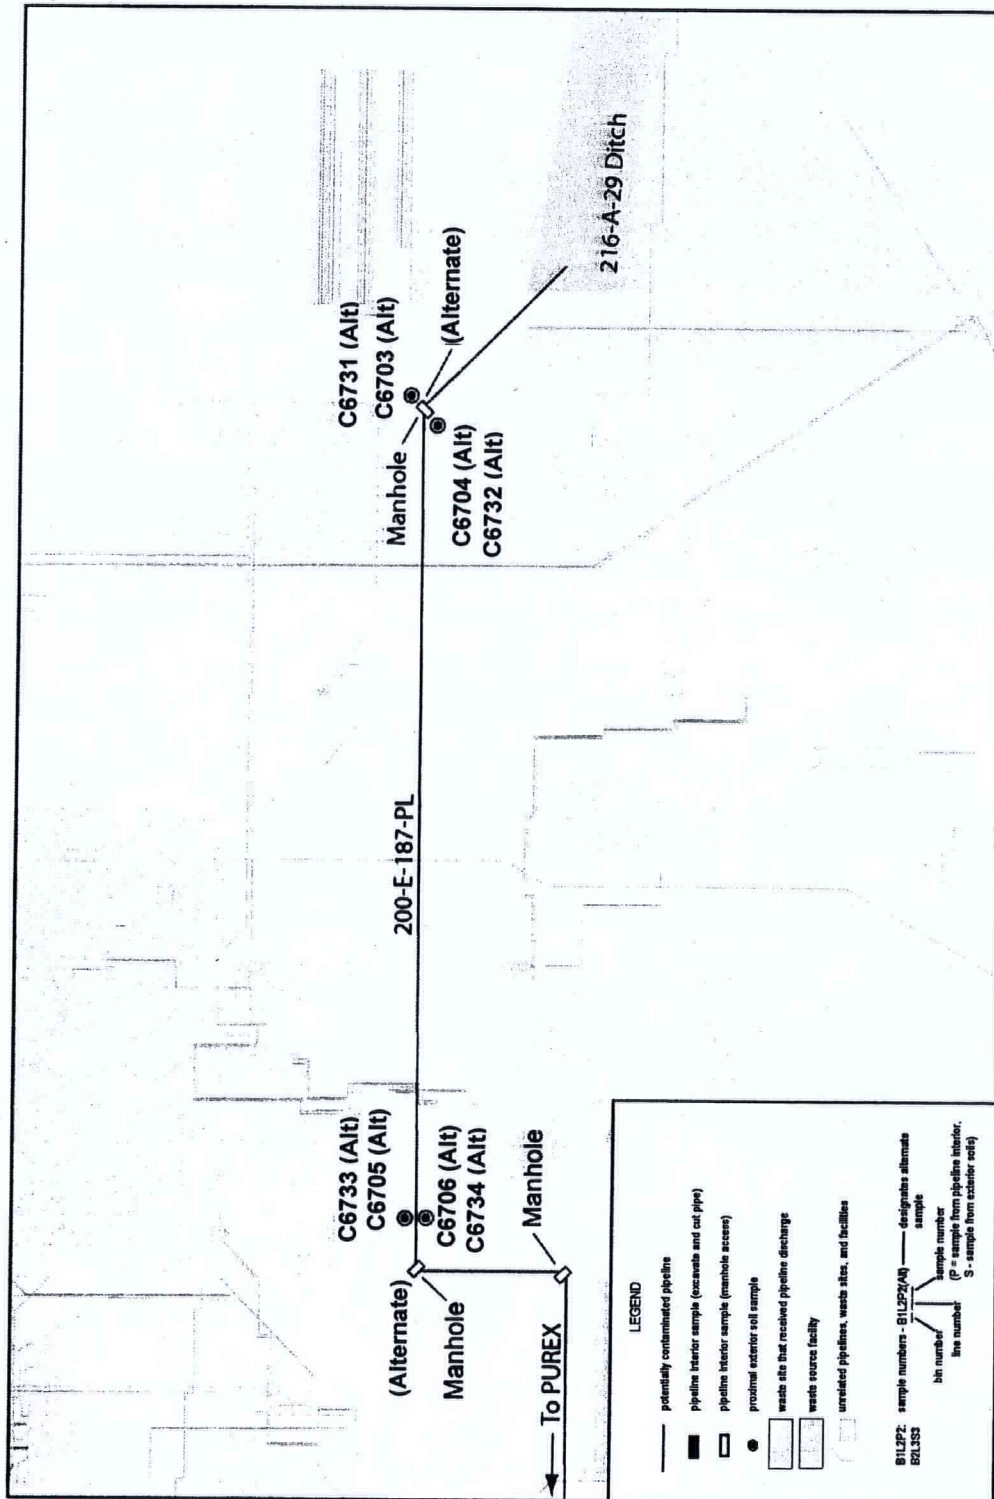 C6731 (Alt)
C6703 (Alt)
(Alternate)
Manhole
C6704 (Alt)
C6732 (Alt)
216-A-29 Ditch
200-E-187-PL
C6733 (Alt)
C6705 (Alt)
C6706 (Alt)
C6734 (Alt)
Manhole
(Alternate)
Manhole
To PUREX
LEGEND
potentially contaminated pipeline
pipeline interior sample (excavate and cut pipe)
pipeline interior sample (manhole access)
proximal exterior soil sample
waste site that received pipeline discharge
waste source facility
unrelated pipelines, waste sites, and facilities
B1L2P2: sample numbers - B1L2P2(Alt) designates alternate
B2L3S3 sample
bin number
line number
sample number
(P = sample from pipeline interior,
S - sample from exterior soils)